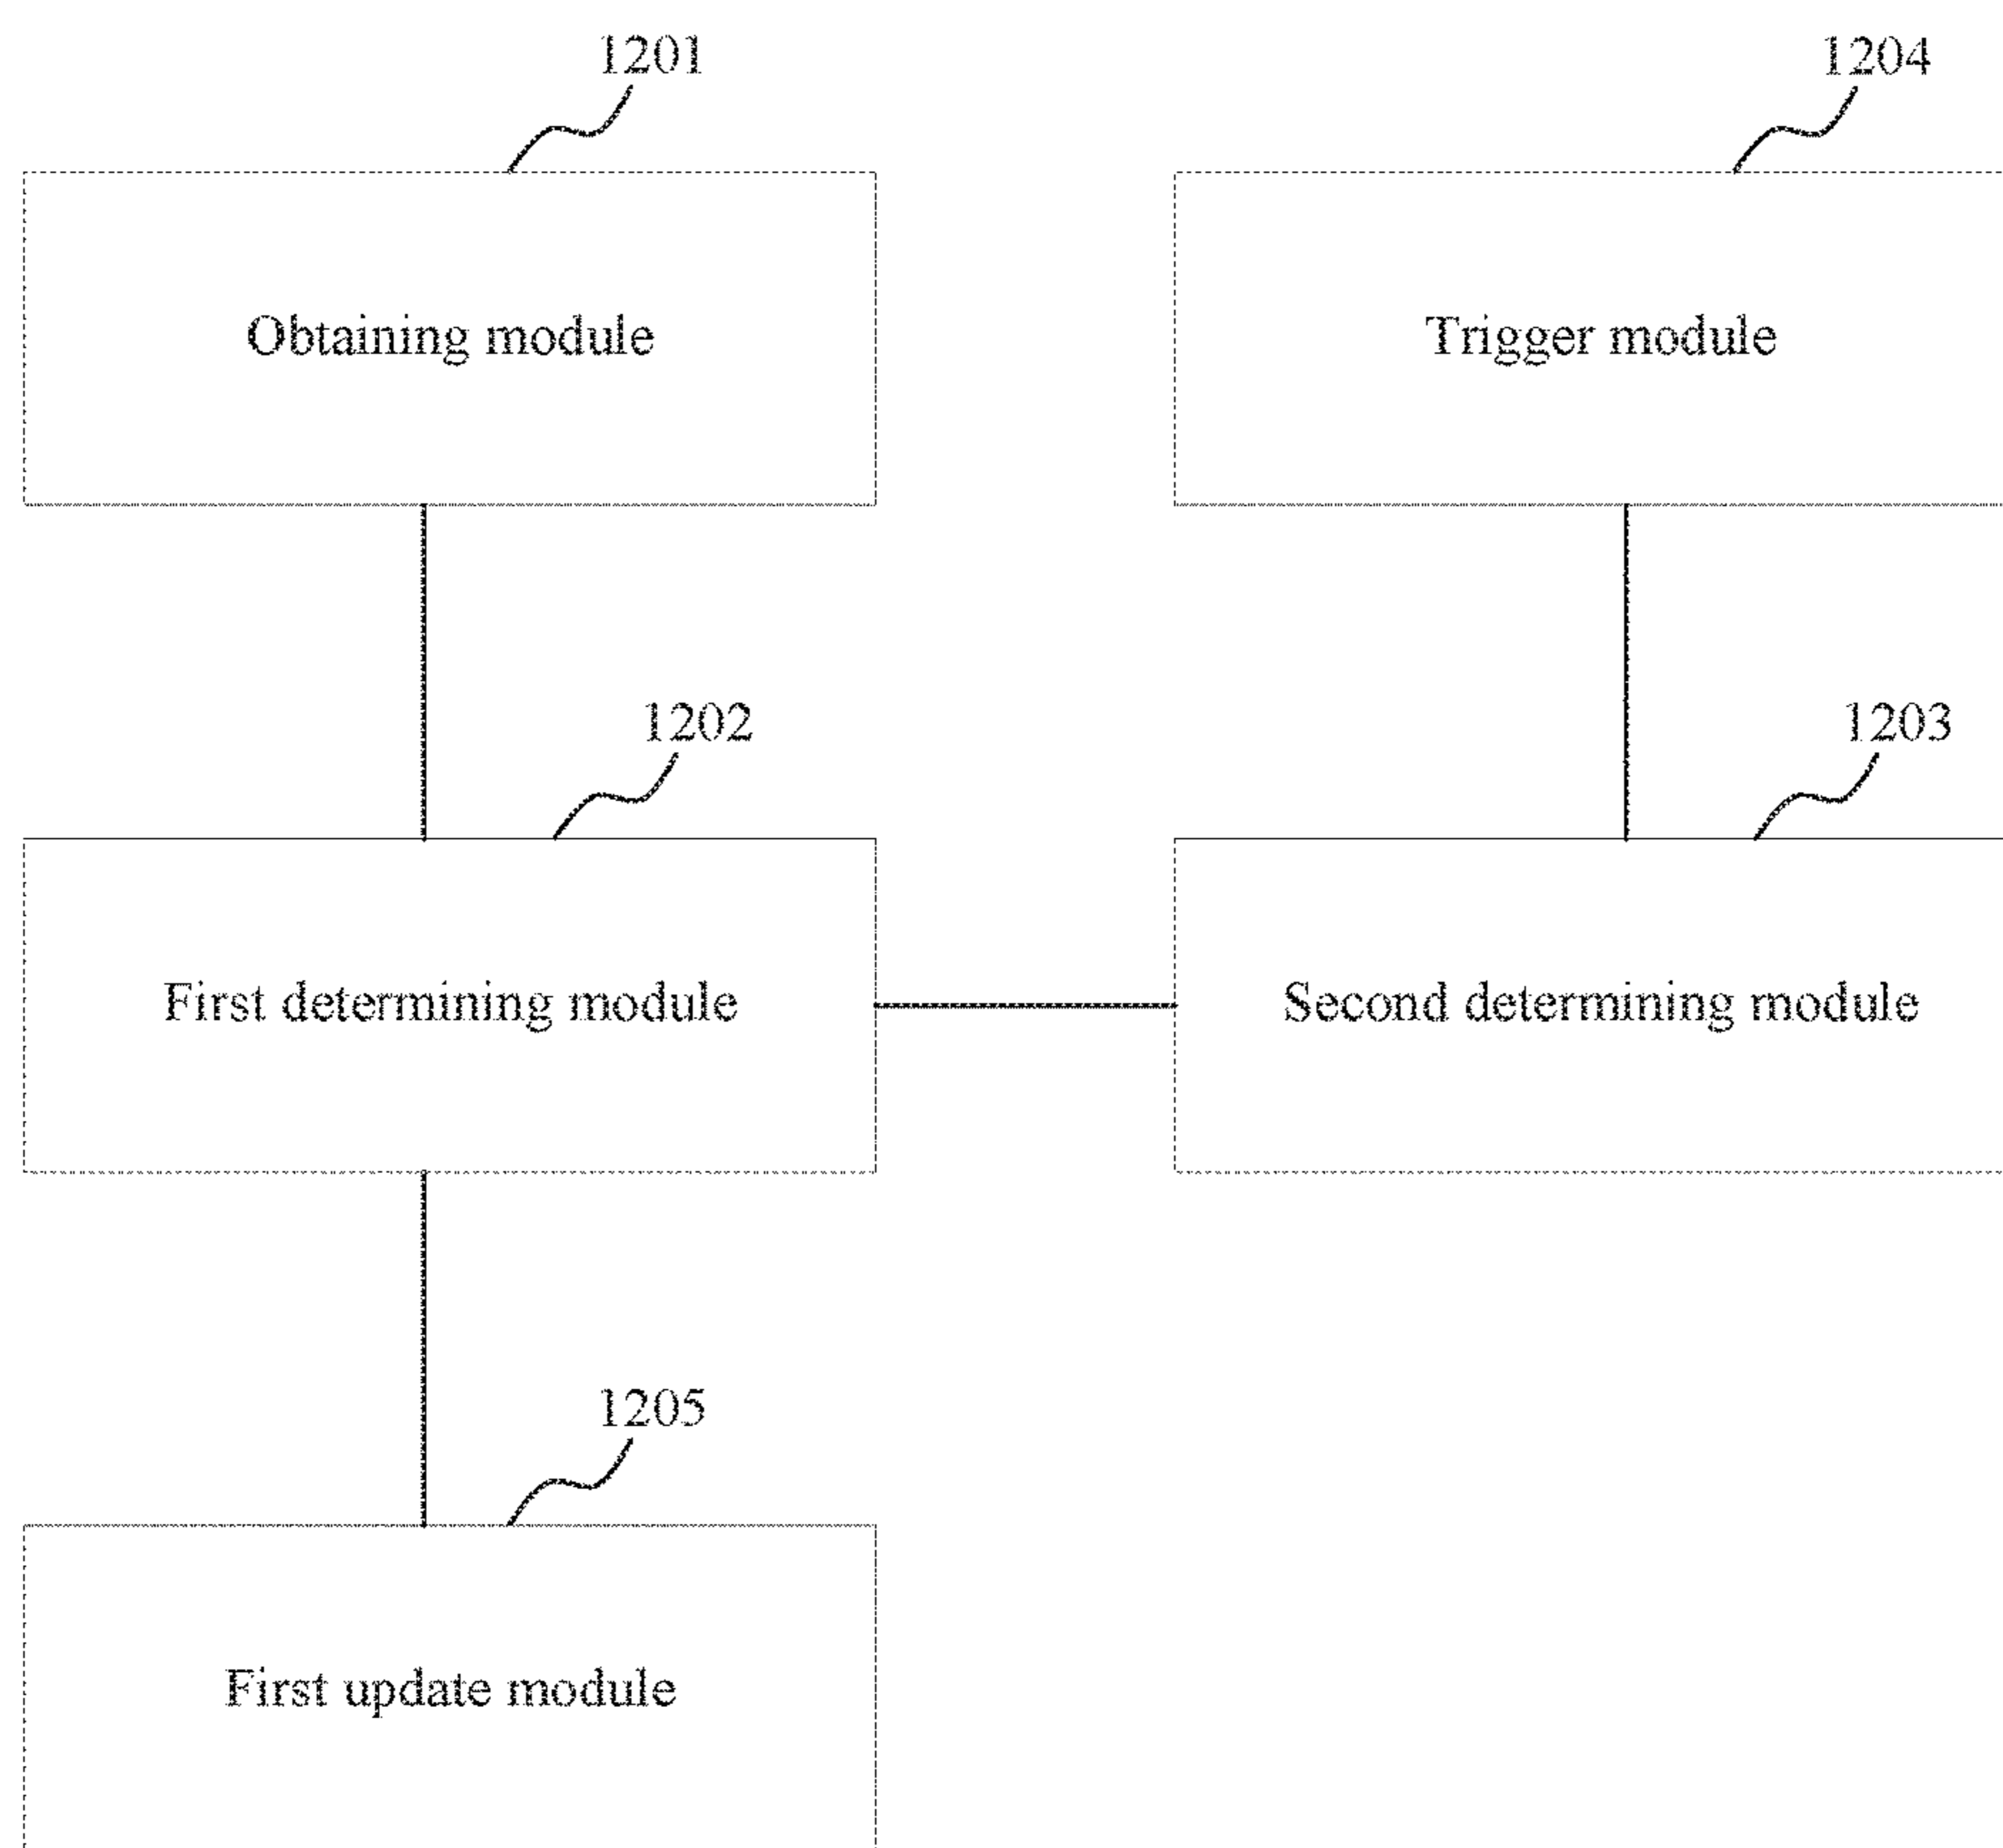 1201
1204
Obtaining module
Trigger module
1202
1203
First determining module
Second determining module
1205
First update module